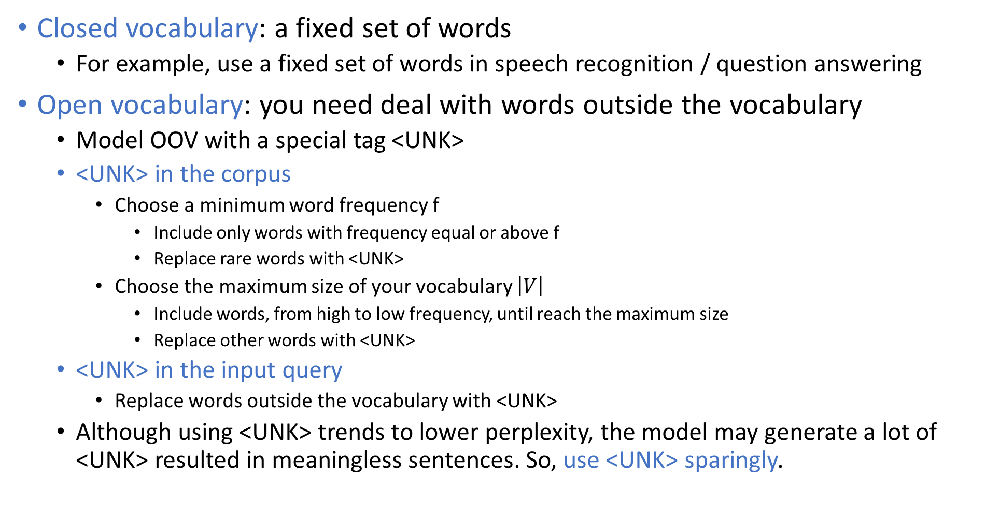 • Closed vocabulary: a fixed set of words
• For example, use a fixed set of words in speech recognition / question answering
• Open vocabulary: you need deal with words outside the vocabulary
• Model OOV with a special tag <UNK>
• <UNK> in the corpus
• Choose a minimum word frequency f
• Include only words with frequency equal or above f
• Replace rare words with <UNK>
• Choose the maximum size of your vocabulary |V|
• Include words, from high to low frequency, until reach the maximum size
• Replace other words with <UNK>
• <UNK> in the input query
• Replace words outside the vocabulary with <UNK>
• Although using <UNK> trends to lower perplexity, the model may generate a lot of
<UNK> resulted in meaningless sentences. So, use <UNK> sparingly.